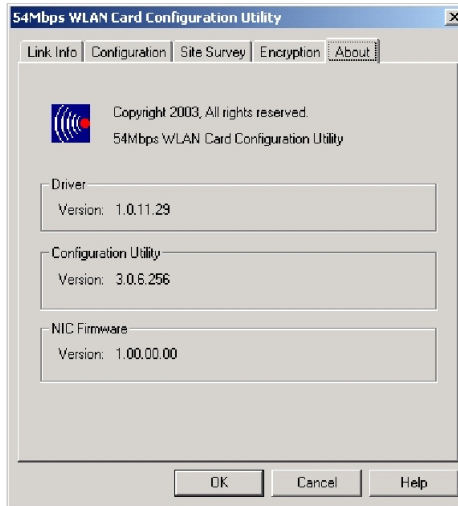 54Mbps WLAN Card Configuration Utility
Link Info Configuration Site Survey Encryption About
Copyright 2003, All rights reserved.
54Mbps WLAN Card Configuration Utility
Driver
Version: 1.0.11.29
Configuration Utility
Version: 3.0.6.256
NIC Firmware
Version: 1.00.00.00
OK Cancel Help